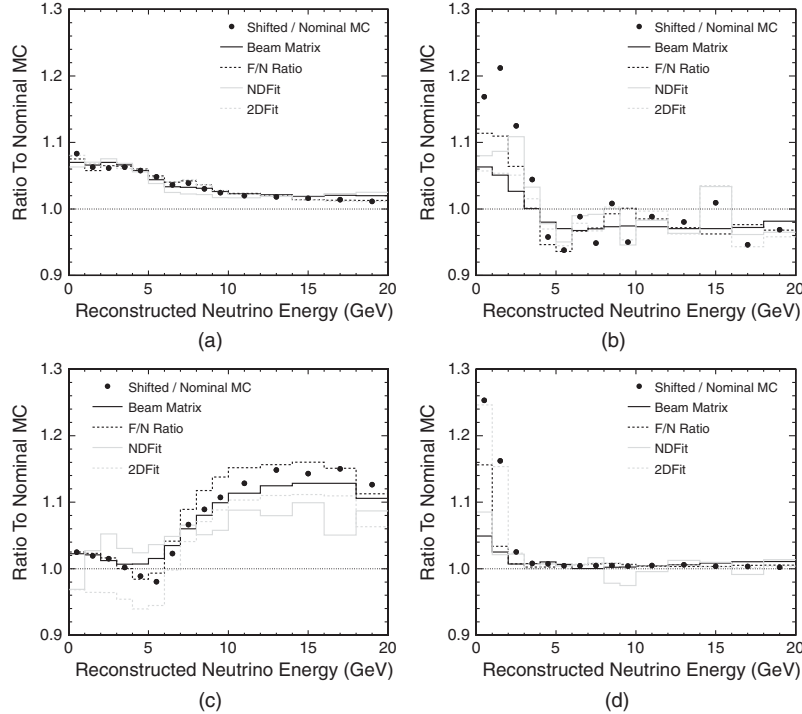 1.3
1.2
1.1
1.0
0.9
Ratio To Nominal MC
Shifted / Nominal MC
Beam Matrix
F/N Ratio
NDFit
2DFit
0 5 10 15 20
Reconstructed Neutrino Energy (GeV)
(a)
1.3
1.2
1.1
1.0
0.9
Ratio To Nominal MC
Shifted / Nominal MC
Beam Matrix
F/N Ratio
NDFit
2DFit
0 5 10 15 20
Reconstructed Neutrino Energy (GeV)
(b)
1.3
1.2
1.1
1.0
0.9
Ratio To Nominal MC
Shifted / Nominal MC
Beam Matrix
F/N Ratio
NDFit
2DFit
0 5 10 15 20
Reconstructed Neutrino Energy (GeV)
(c)
1.3
1.2
1.1
1.0
0.9
Ratio To Nominal MC
Shifted / Nominal MC
Beam Matrix
F/N Ratio
NDFit
2DFit
0 5 10 15 20
Reconstructed Neutrino Energy (GeV)
(d)